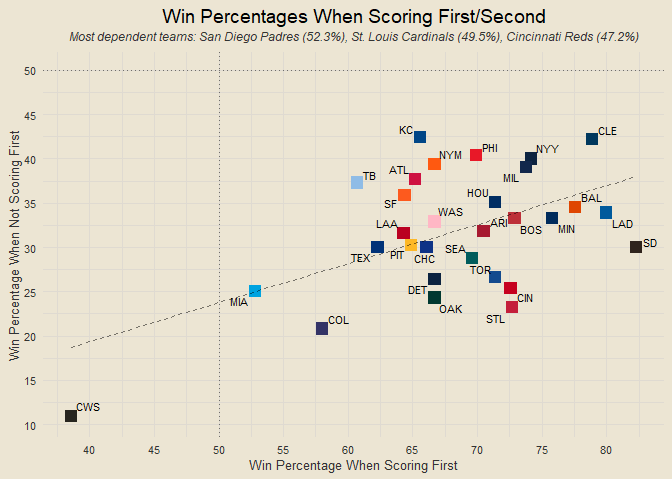 Win Percentages When Scoring First/Second
Most dependent teams: San Diego Padres (52.3%), St. Louis Cardinals (49.5%), Cincinnati Reds (47.2%)
Win Percentage When Not Scoring First
50
45
40
35
30
25
20
15
10
KC
CLE
PHI
NYY
NYM
MIL
ATL
TB
HOU
BAL
SF
WAS
LAD
LAA
ARI
BOS
MIN
SD
TEX
PIT
CHC
SEA
TOR
DET
CIN
OAK
STL
MIA
COL
CWS
40
45
50
55
60
65
70
75
80
Win Percentage When Scoring First